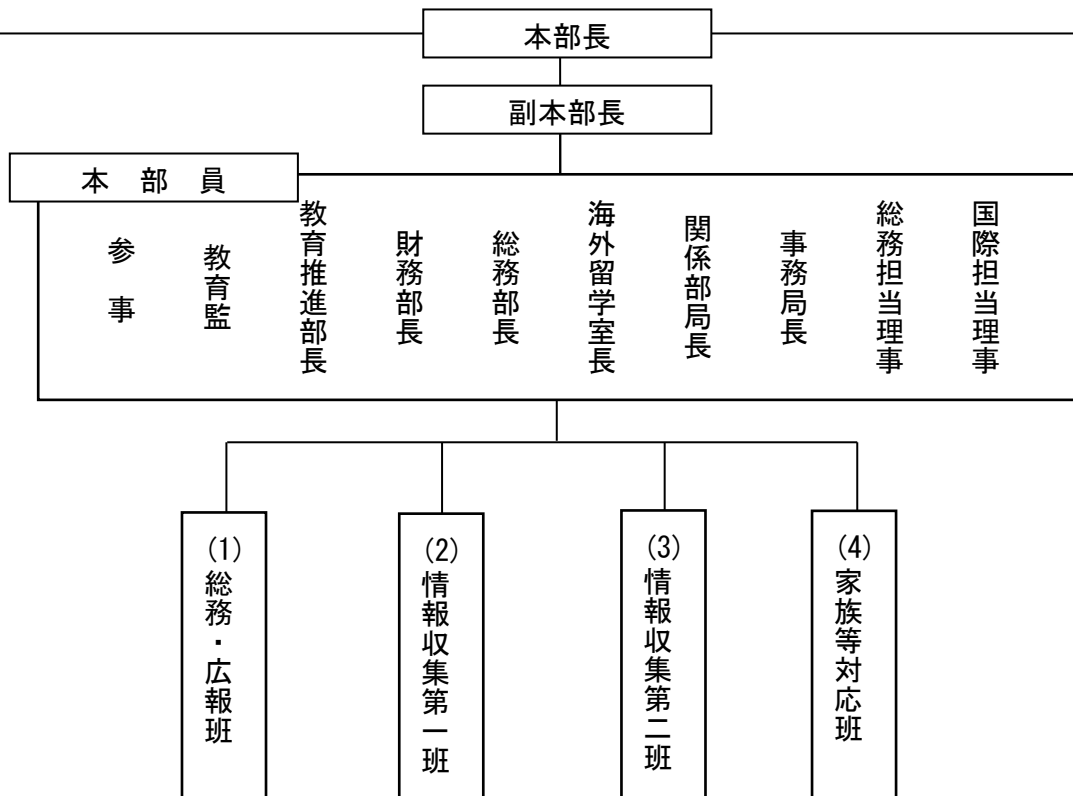 本部長
副本部長
本 部 員
参 事
教育監
教育推進部長
財務部長
総務部長
海外留学室長
関係部局長
事務局長
総務担当理事
国際担当理事
(1)総務・広報班
(2)情報収集第一班
(3)情報収集第二班
(4)家族等対応班